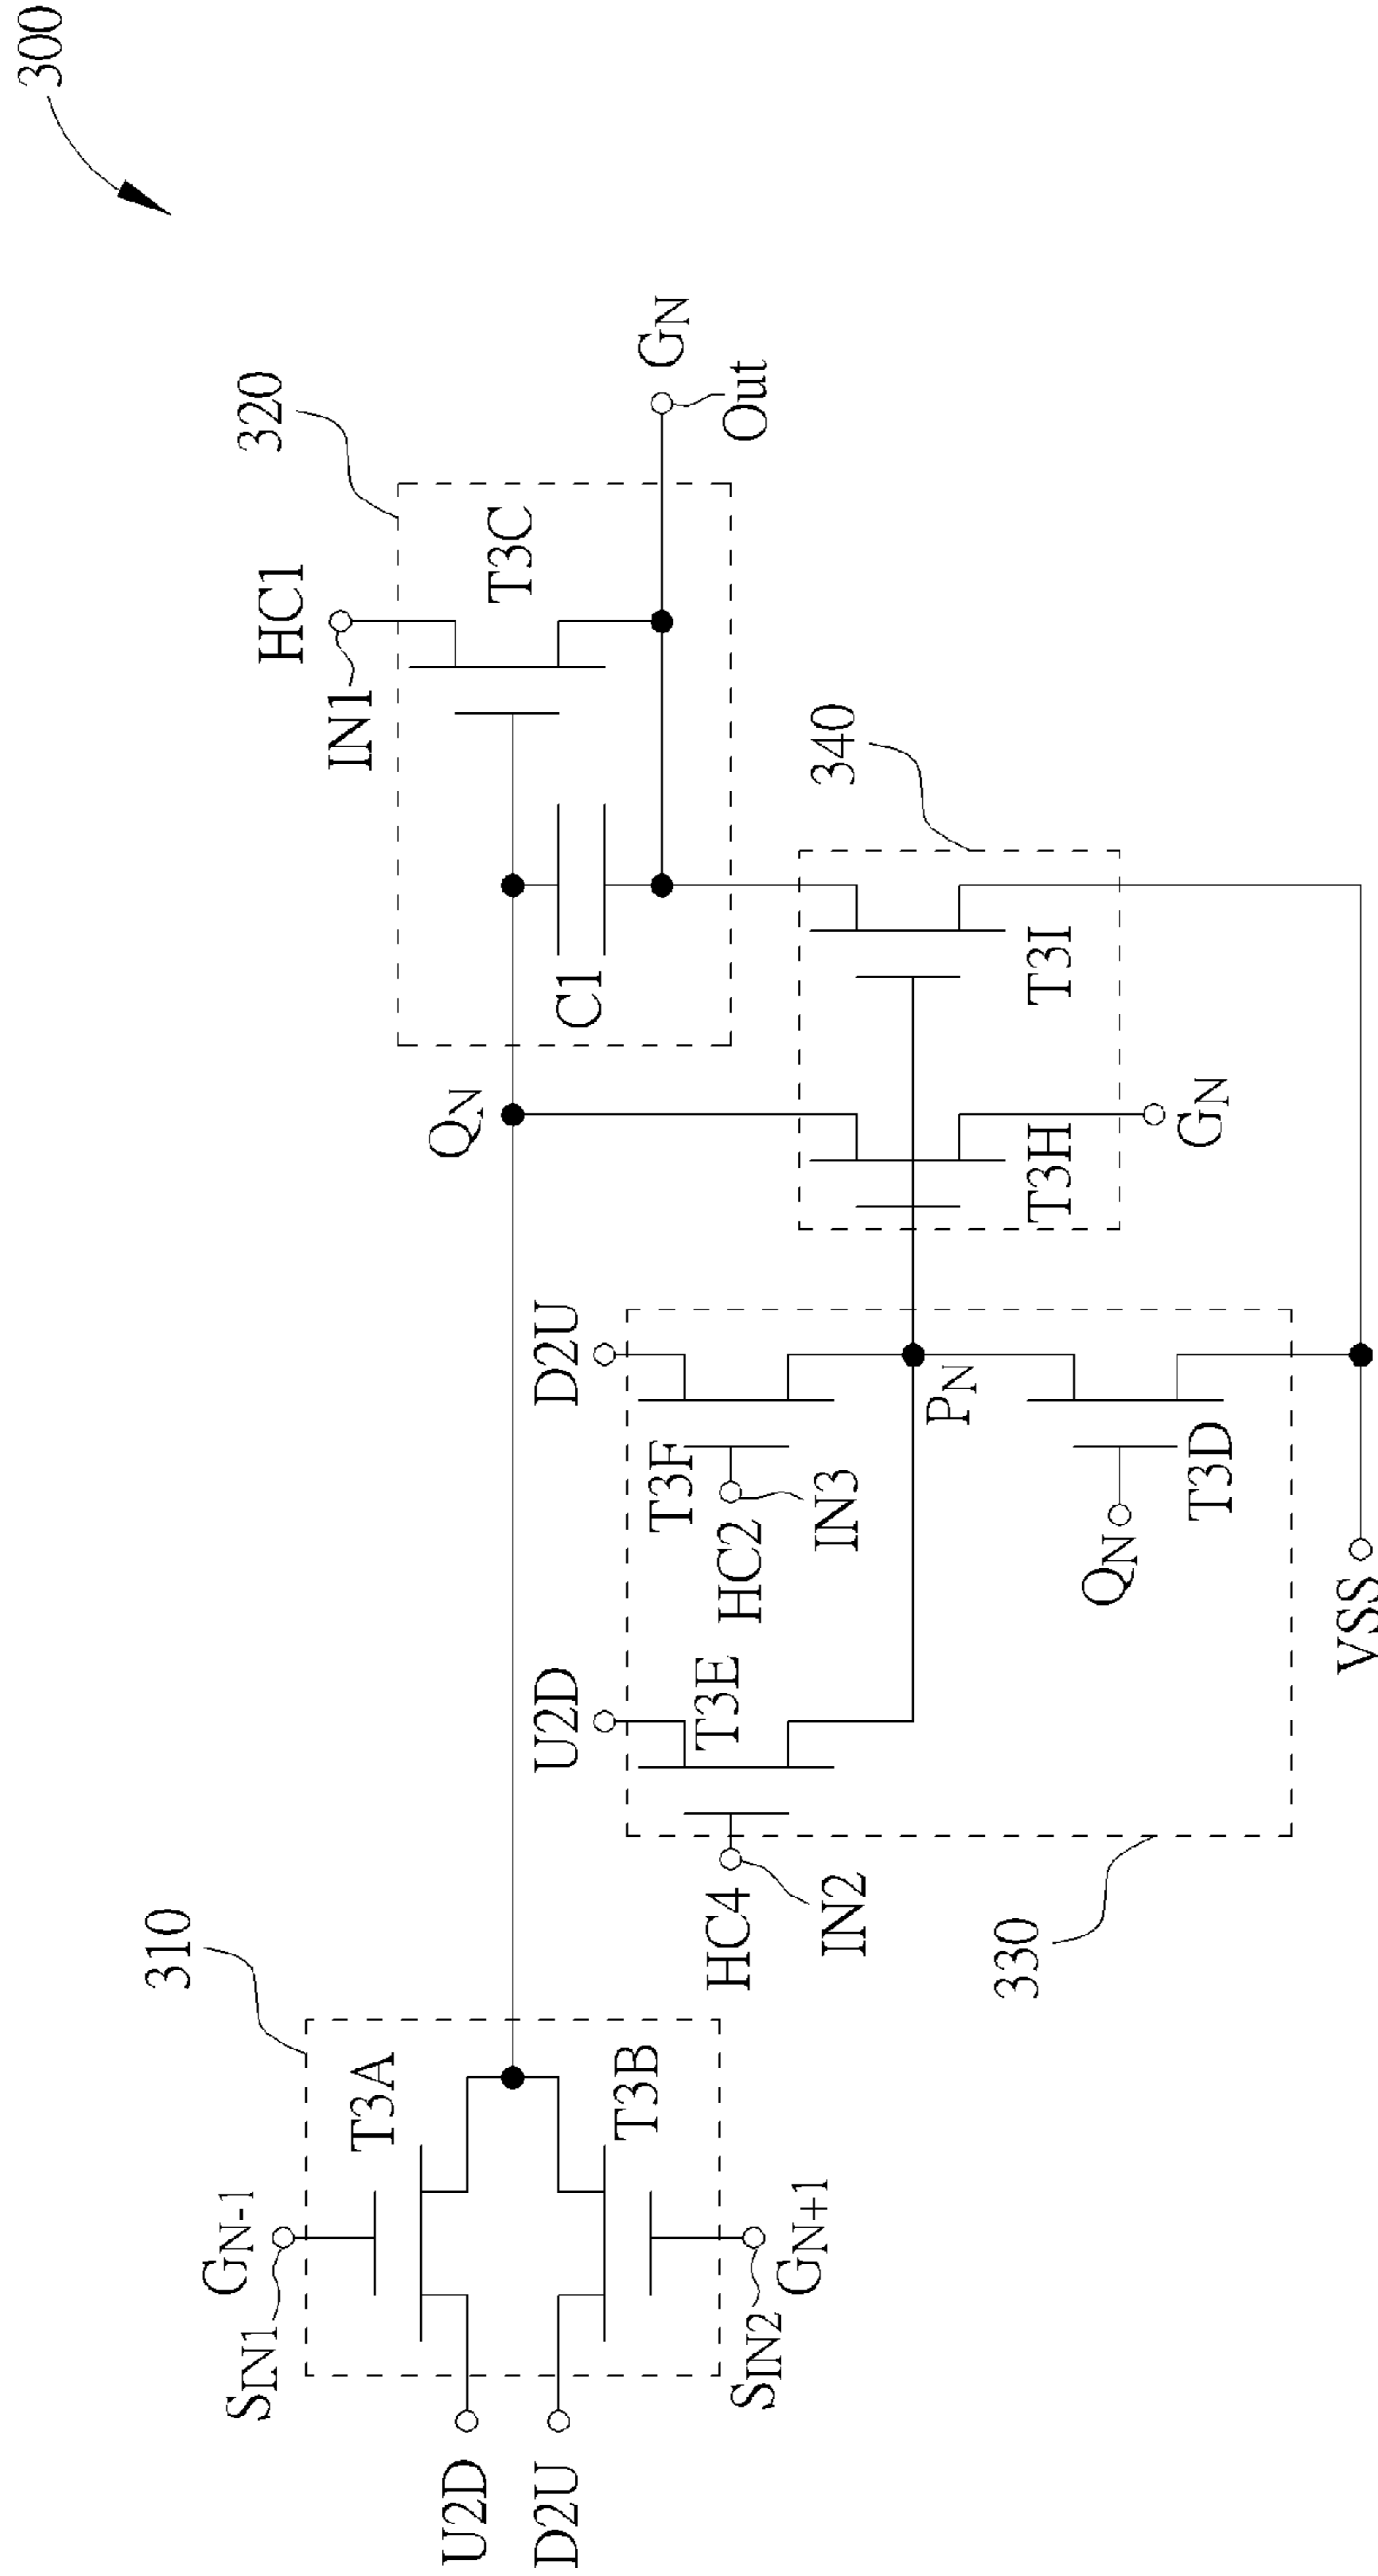 300
320
HC1
IN1
T3C
GN
Out
C1
QN
340
T3I
T3H
GN
D2U
T3F
HC2
IN3
PN
U2D
T3E
HC4
IN2
QN
T3D
VSS
330
310
GN-1
SIN1
T3A
T3B
GN+1
SIN2
U2D
D2U